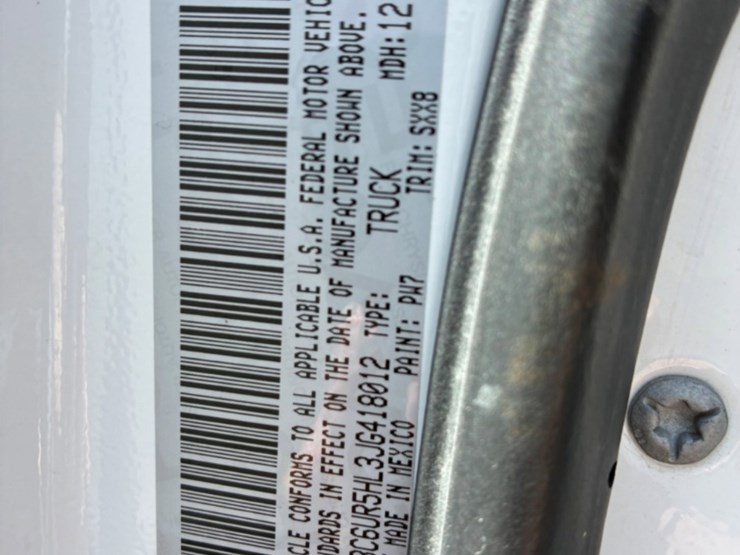 CLE CONFORMS TO ALL APPLICABLE U.S.A. FEDERAL MOTOR VEHIC
DARDS IN EFFECT ON THE DATE OF MANUFACTURE SHOWN ABOVE.
C6UR5HL3JG418012 TYPE: TRUCK MDH: 12
MADE IN MEXICO PAINT: PW7 TRIM: SXX8